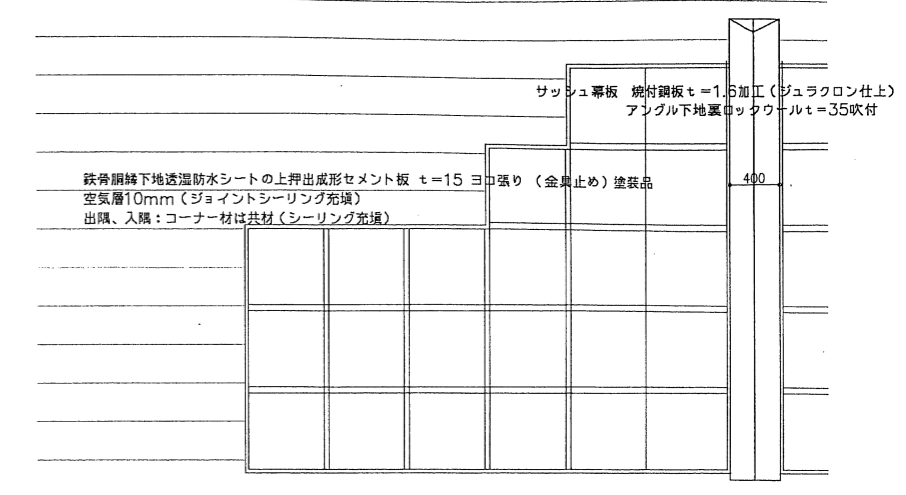 サッシュ幕板 焼付鋼板t=1.6加工(ジュラクロン仕上)
アングル下地裏ロックウールt=35吹付
鉄骨胴縁下地透湿防水シートの上押出成形セメント板 t=15 ヨコ張り (金具止め)塗装品
400
空気層10mm(ジョイントシーリング充填)
出隅、入隅:コーナー材は共材(シーリング充填)